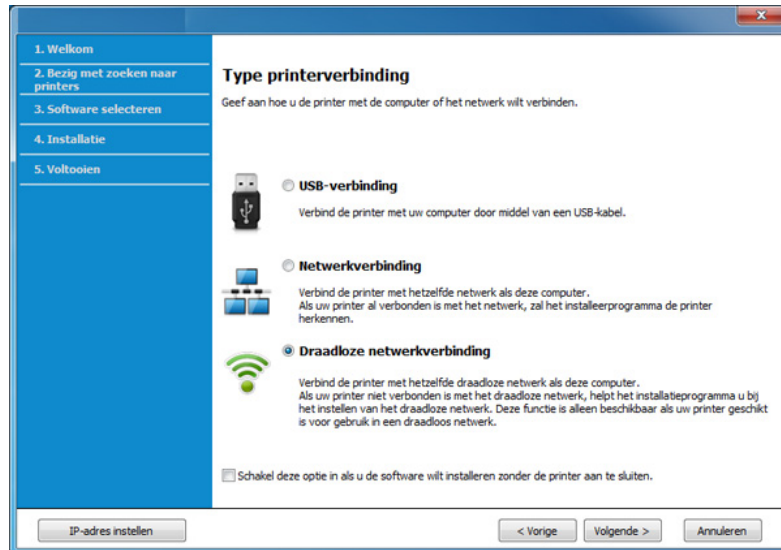 1. Welkom
2. Bezig met zoeken naar
printers
3. Software selecteren
4. Installatie
5. Voltooien
Type printerverbinding
Geef aan hoe u de printer met de computer of het netwerk wilt verbinden.
USB-verbinding
Verbind de printer met uw computer door middel van een USB-kabel.
Netwerkverbinding
Verbind de printer met hetzelfde netwerk als deze computer.
Als uw printer al verbonden is met het netwerk, zal het installeerprogramma de printer
herkennen.
Draadloze netwerkverbinding
Verbind de printer met hetzelfde draadloze netwerk als deze computer.
Als uw printer niet verbonden is met het draadloze netwerk, helpt het installatieprogramma u bij
het instellen van het draadloze netwerk. Deze functie is alleen beschikbaar als uw printer geschikt
is voor gebruik in een draadloos netwerk.
Schakel deze optie in als u de software wilt installeren zonder de printer aan te sluiten.
IP-adres instellen
< Vorige
Volgende >
Annuleren